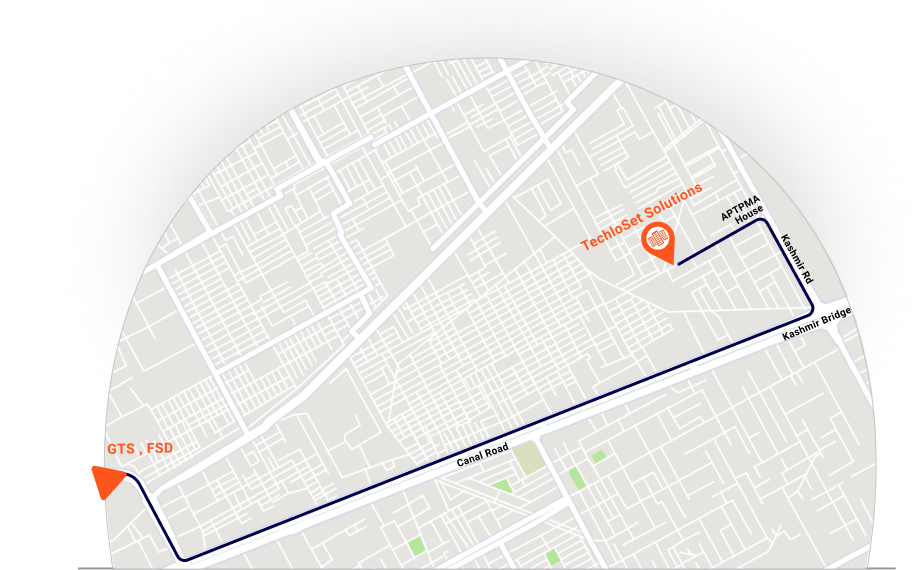 TechloSet Solutions
APTPMA
House
Kashmir Rd
Kashmir Bridge
Canal Road
GTS , FSD